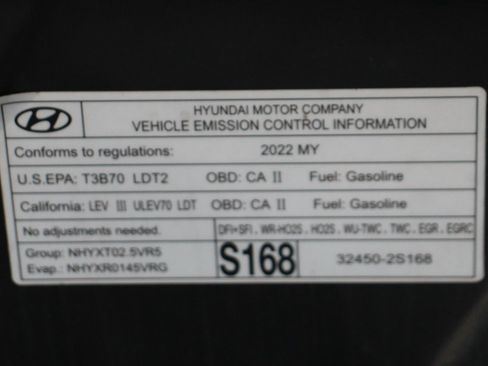 HYUNDAI MOTOR COMPANY
VEHICLE EMISSION CONTROL INFORMATION
Conforms to regulations: 2022 MY
U.S.EPA: T3B70 LDT2 OBD: CA II Fuel: Gasoline
California: LEV III ULEV70 LDT OBD: CA II Fuel: Gasoline
No adjustments needed. DFI+SFI . WR-HO2S . HO2S . WU-TWC . TWC . EGR . EGRC
Group: NHYXT02.5VR5
Evap.: NHYXR0145VRG
S168 32450-2S168